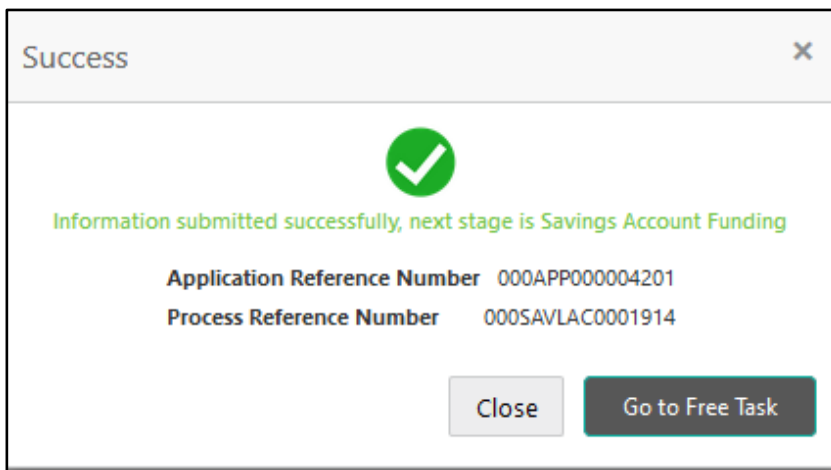 Success
Information submitted successfully, next stage is Savings Account Funding
Application Reference Number 000APP000004201
Process Reference Number 000SAVLAC0001914
Close Go to Free Task